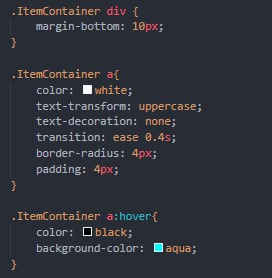 .ItemContainer div {
margin-bottom: 10px;
}
.ItemContainer a{
color: white;
text-transform: uppercase;
text-decoration: none;
transition: ease 0.4s;
border-radius: 4px;
padding: 4px;
}
.ItemContainer a:hover{
color: black;
background-color: aqua;
}